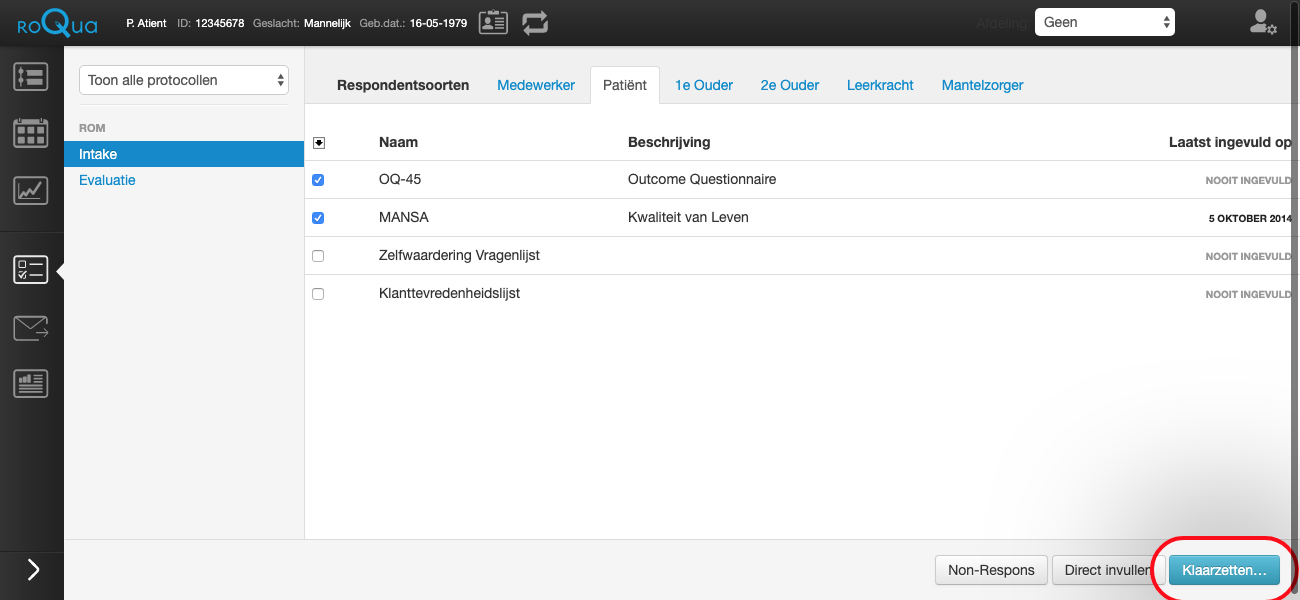 roQua P. Atient ID: 12345678 Geslacht: Mannelijk Geb.dat.: 16-05-1979 Afdeling Geen
Toon alle protocollen
Respondentsoorten Medewerker Patiënt 1e Ouder 2e Ouder Leerkracht Mantelzorger
ROM
Intake
Evaluatie
Naam Beschrijving Laatst ingevuld op
OQ-45 Outcome Questionnaire NOOIT INGEVULD
MANSA Kwaliteit van Leven 5 OKTOBER 2014
Zelfwaardering Vragenlijst NOOIT INGEVULD
Klanttevredenheidslijst NOOIT INGEVULD
Non-Respons Direct invullen Klaarzetten...